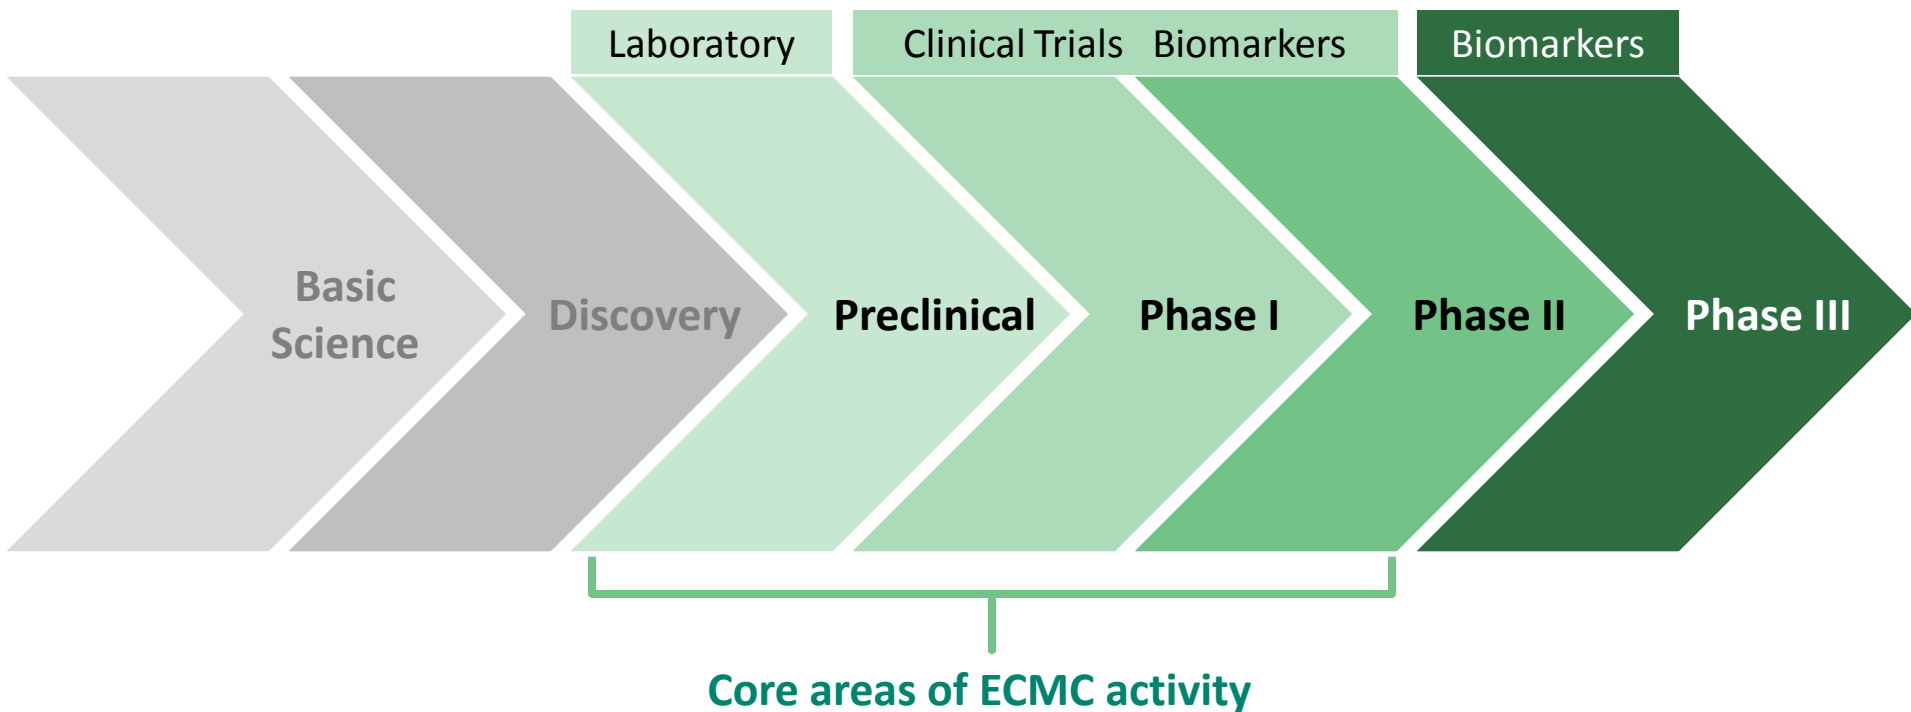 Laboratory
Clinical Trials Biomarkers
Biomarkers
Basic
Science
Discovery
Preclinical
Phase I
Phase II
Phase III
Core areas of ECMC activity